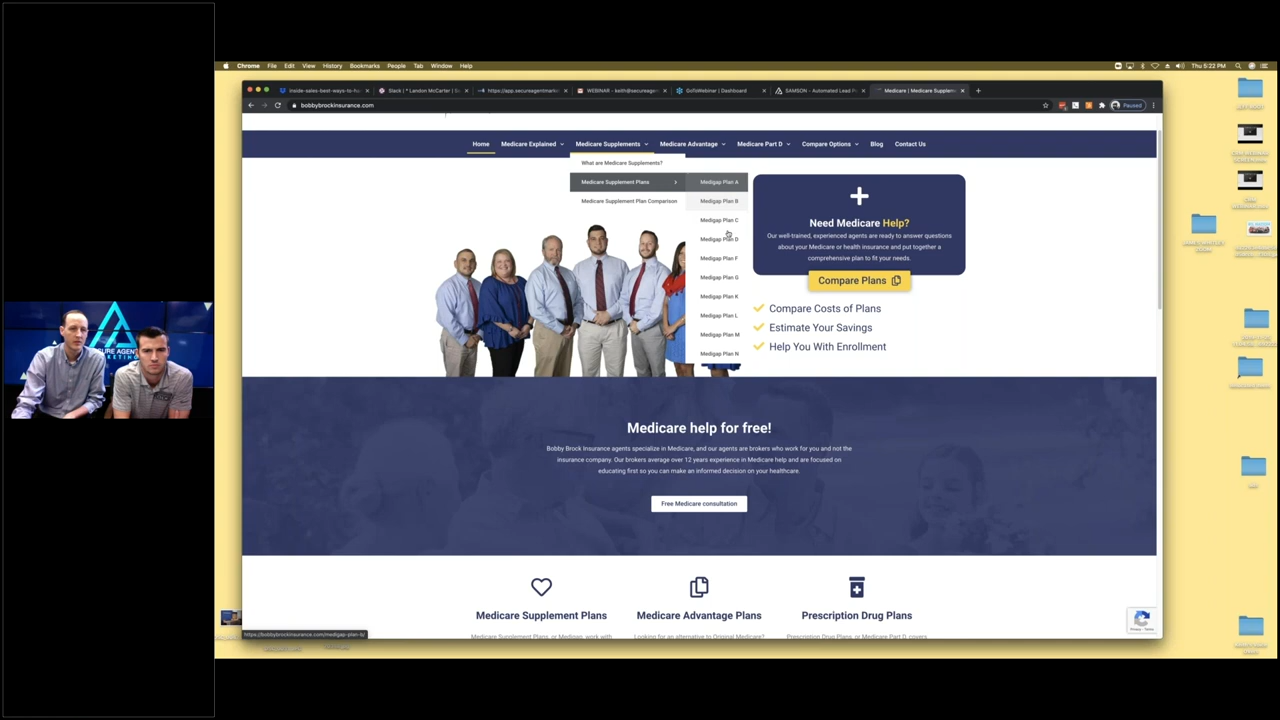 Chrome File Edit View History Bookmarks People Tab Window Help
Thu 5:22 PM
inside-sales-best-ways-to-hu
Slack | * Landon McCarter | S
https://app.secureagentmarke
WEBINAR - keith@secureagen
GoToWebinar | Dashboard
SAMSON - Automated Lead P
Medicare | Medicare Supplem
bobbybrockinsurance.com
Paused
Home
Medicare Explained
Medicare Supplements
Medicare Advantage
Medicare Part D
Compare Options
Blog
Contact Us
What are Medicare Supplements?
Medicare Supplement Plans
Medicare Supplement Plan Comparison
Medigap Plan A
Medigap Plan B
Medigap Plan C
Medigap Plan D
Medigap Plan F
Medigap Plan G
Medigap Plan K
Medigap Plan L
Medigap Plan M
Medigap Plan N
Need Medicare Help?
Our well-trained, experienced agents are ready to answer questions
about your Medicare or health insurance and put together a
comprehensive plan to fit your needs.
Compare Plans
Compare Costs of Plans
Estimate Your Savings
Help You With Enrollment
Medicare help for free!
Bobby Brock Insurance agents specialize in Medicare, and our agents are brokers who work for you and not the
insurance company. Our brokers average over 12 years experience in Medicare help and are focused on
educating first so you can make an informed decision on your healthcare.
Free Medicare consultation
Medicare Supplement Plans
Medicare Advantage Plans
Prescription Drug Plans
Medicare Supplement Plans, or Medigap, work with
Looking for an alternative to Original Medicare?
Prescription Drug Plans, or Medicare Part D, covers
https://bobbybrockinsurance.com/medigap-plan-b/
Privacy - Terms